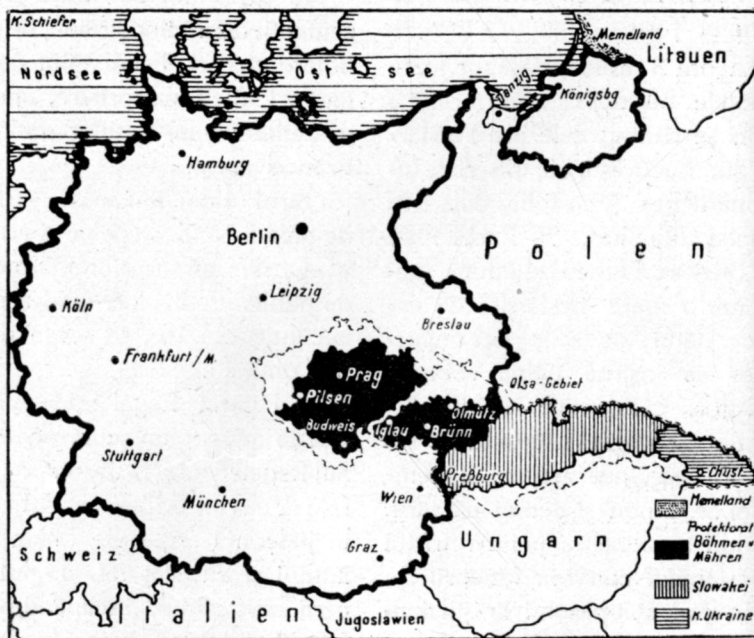 K. Schiefer
Memelland
Litauen
Nordsee
Ostsee
Danzig
Königsbg
Hamburg
Berlin
Polen
Leipzig
Köln
Breslau
Frankfurt/M.
Prag
Pilsen
Olsa-Gebiet
Olmütz
Budweis
Iglau
Brünn
Stuttgart
Preßburg
Chust
München
Wien
Memelland
Protektorat
Böhmen u.
Mähren
Ungarn
Schweiz
Graz
Slowakei
Italien
Jugoslawien
K. Ukraine